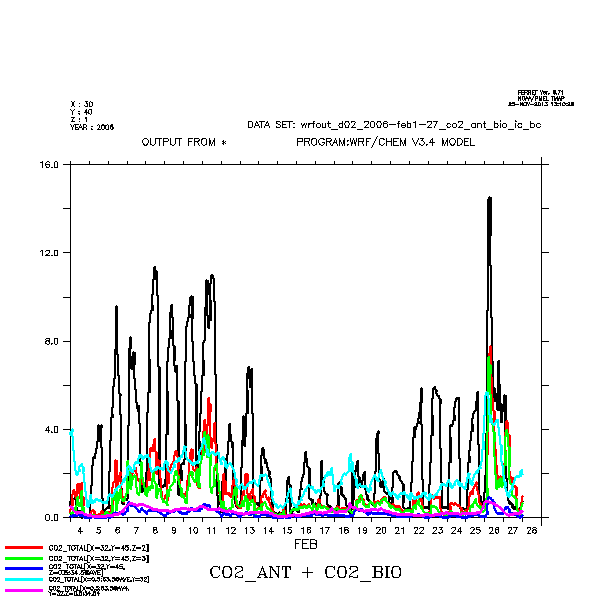 FERRET Ver. 6.71
NOAA/PMEL TMAP
X : 30
Y : 40
Z : 1
YEAR : 2006
DATA SET: wrfout_d02_2006-feb1-27_co2_ant_bio_ic_bc
OUTPUT FROM * PROGRAM:WRF/CHEM V3.4 MODEL
16.0
12.0
8.0
4.0
0.0
4 5 6 7 8 9 10 11 12 13 14 15 16 17 18 19 20 21 22 23 24 25 26 27 28
FEB
CO2_TOTAL[X=32,Y=45,Z=2]
CO2_TOTAL[X=32,Y=45,Z=3]
CO2_TOTAL[X=32,Y=45,
CO2_ANT + CO2_BIO